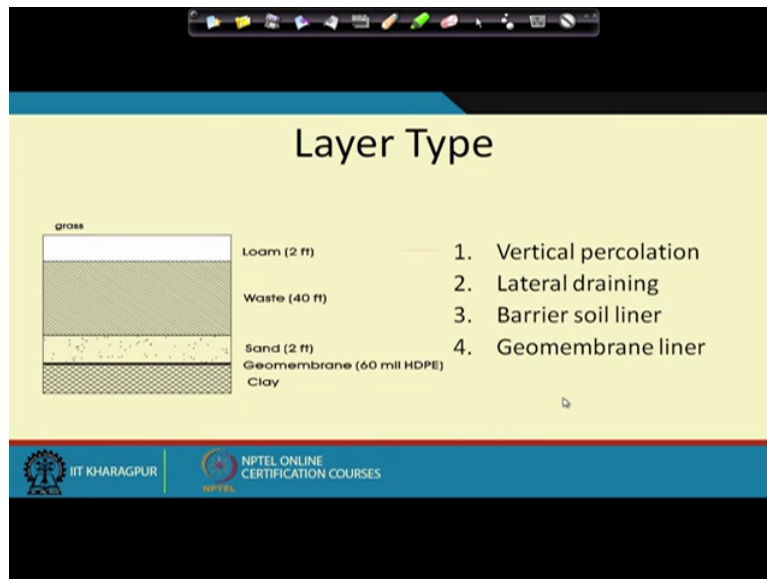 Layer Type
grass
Loam (2 ft)
Waste (40 ft)
Sand (2 ft)
Geomembrane (60 mil HDPE)
Clay
1. Vertical percolation
2. Lateral draining
3. Barrier soil liner
4. Geomembrane liner
IIT KHARAGPUR
NPTEL
NPTEL ONLINE
CERTIFICATION COURSES